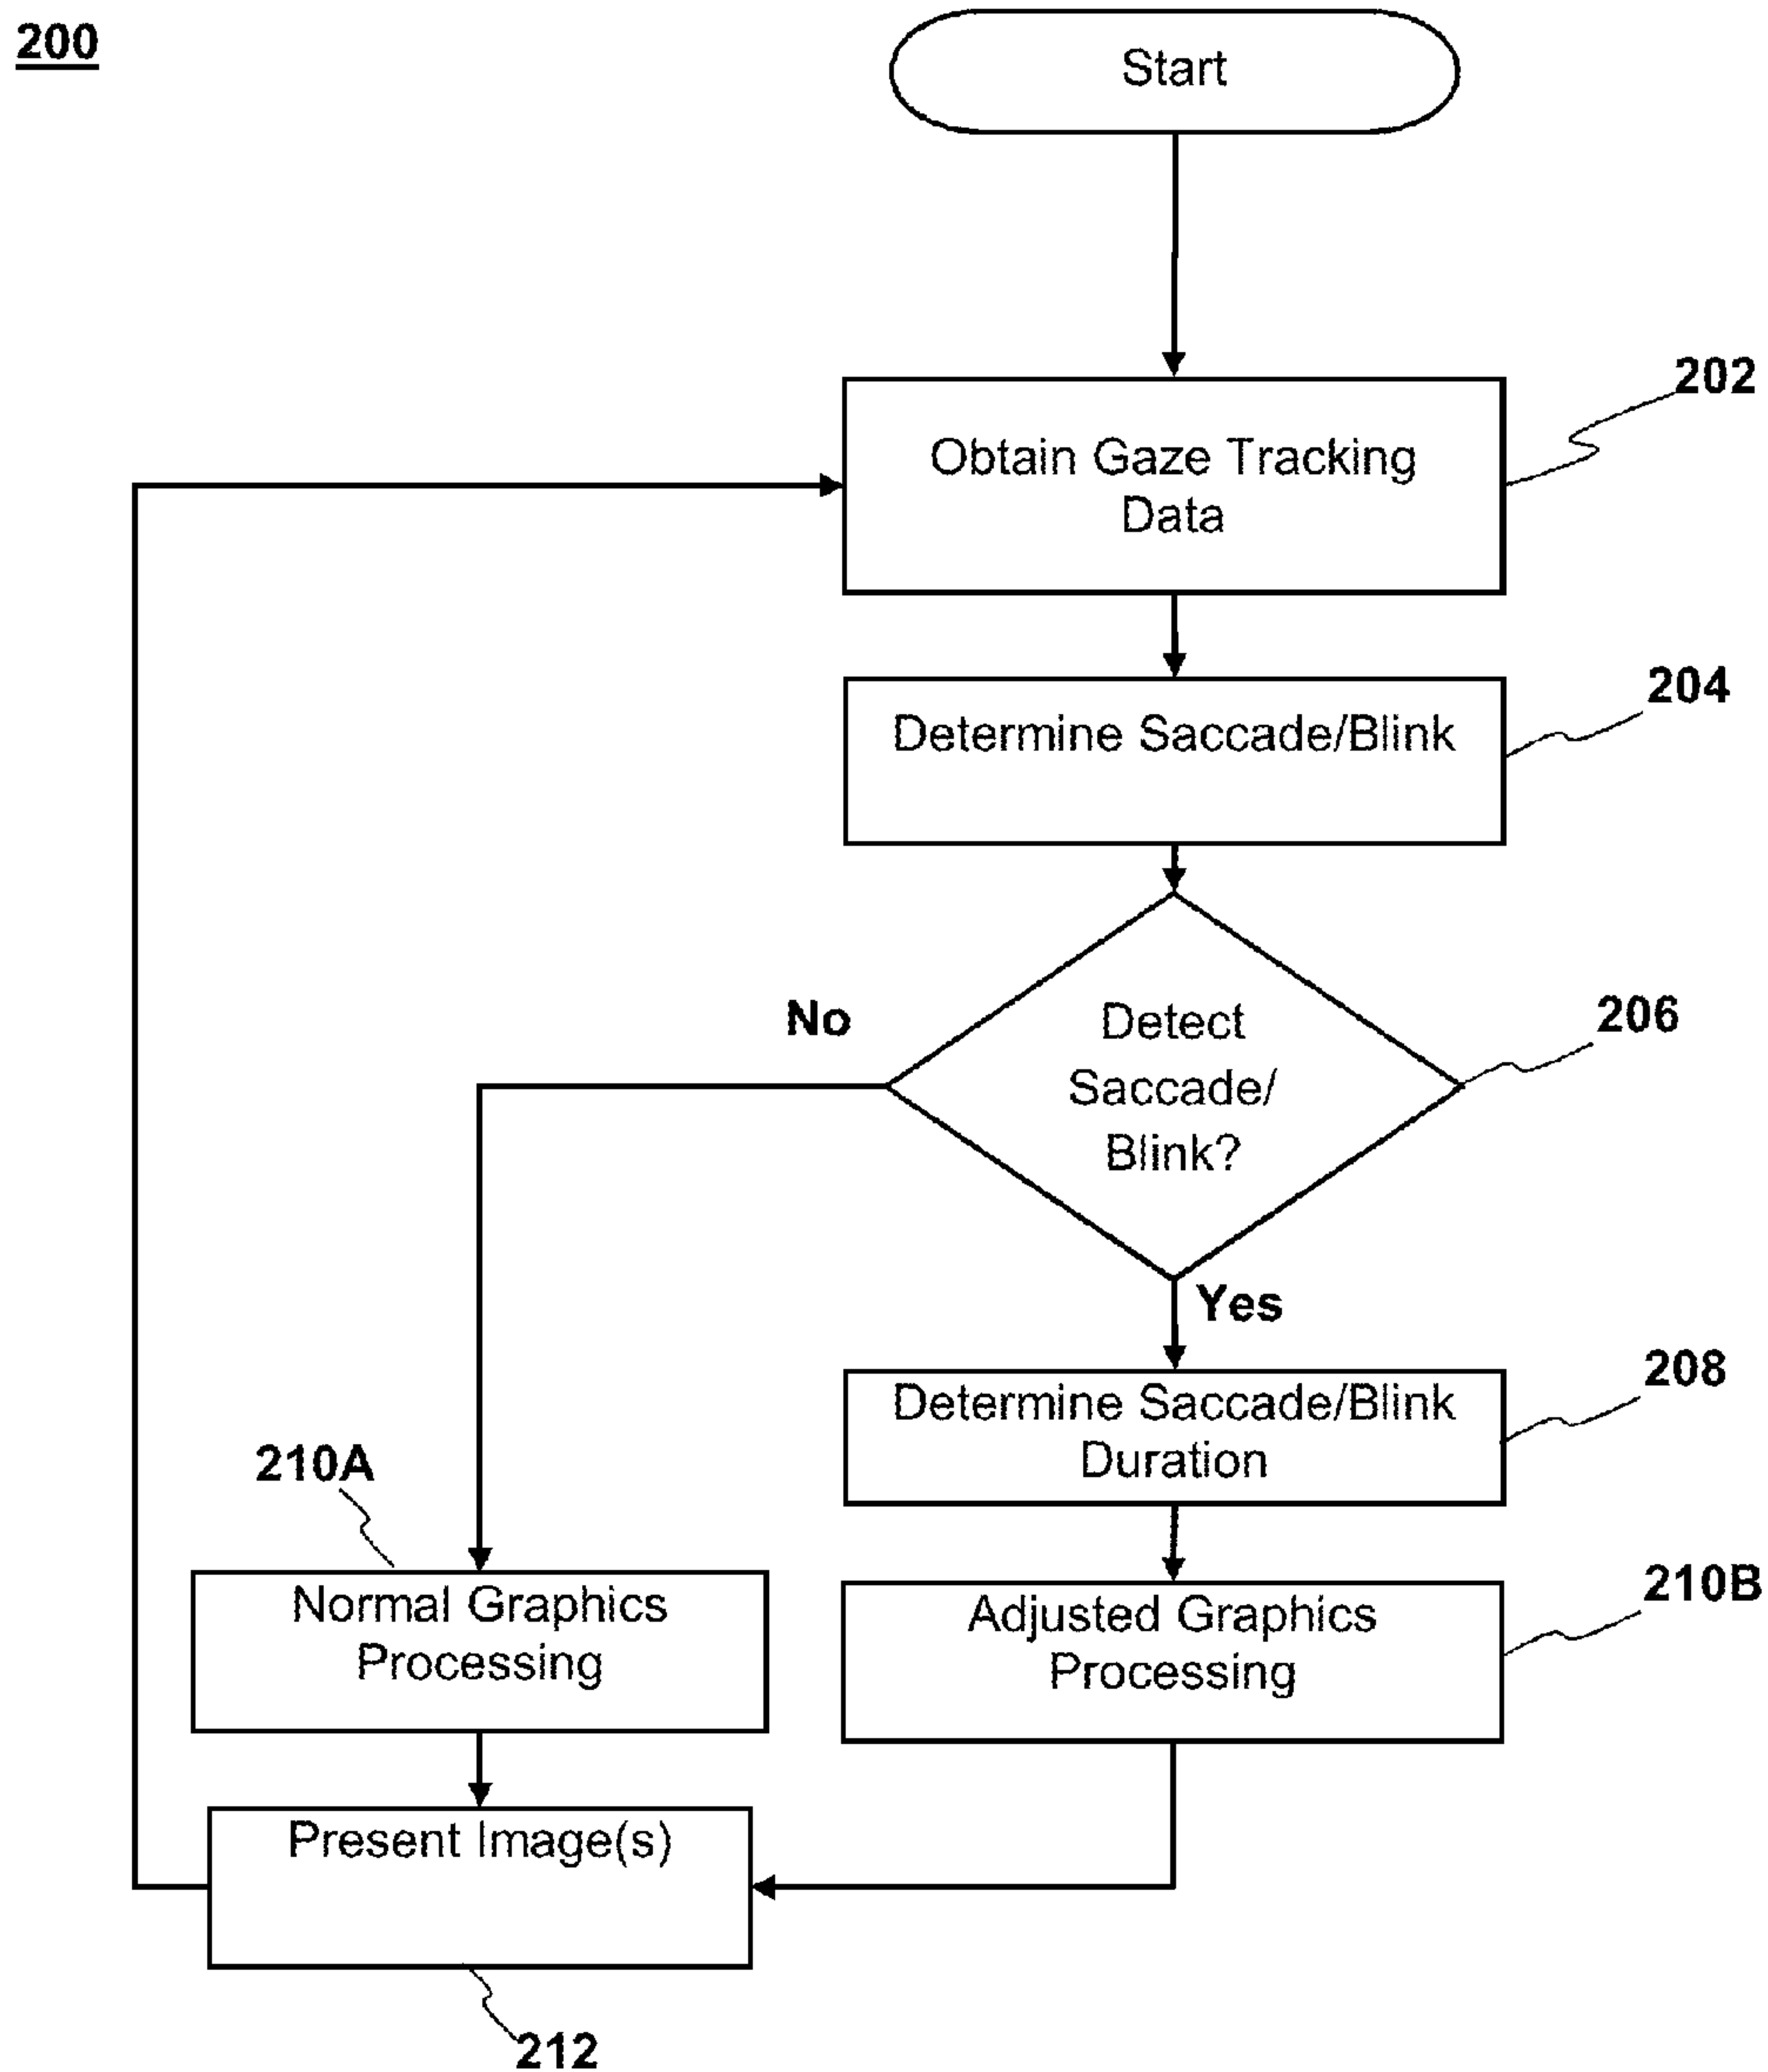 200
Start
202
Obtain Gaze Tracking
Data
204
Determine Saccade/Blink
No
Detect
Saccade/
Blink?
206
Yes
208
Determine Saccade/Blink
Duration
210A
Normal Graphics
Processing
210B
Adjusted Graphics
Processing
Present Image(s)
212